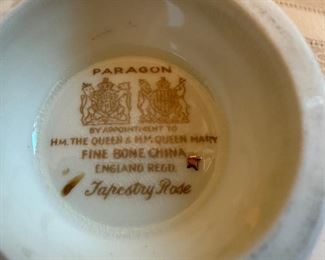 PARAGON
BY APPOINTMENT TO
H.M. THE QUEEN & H.M. QUEEN MARY
FINE BONE CHINA
ENGLAND REGD.
Tapestry Rose